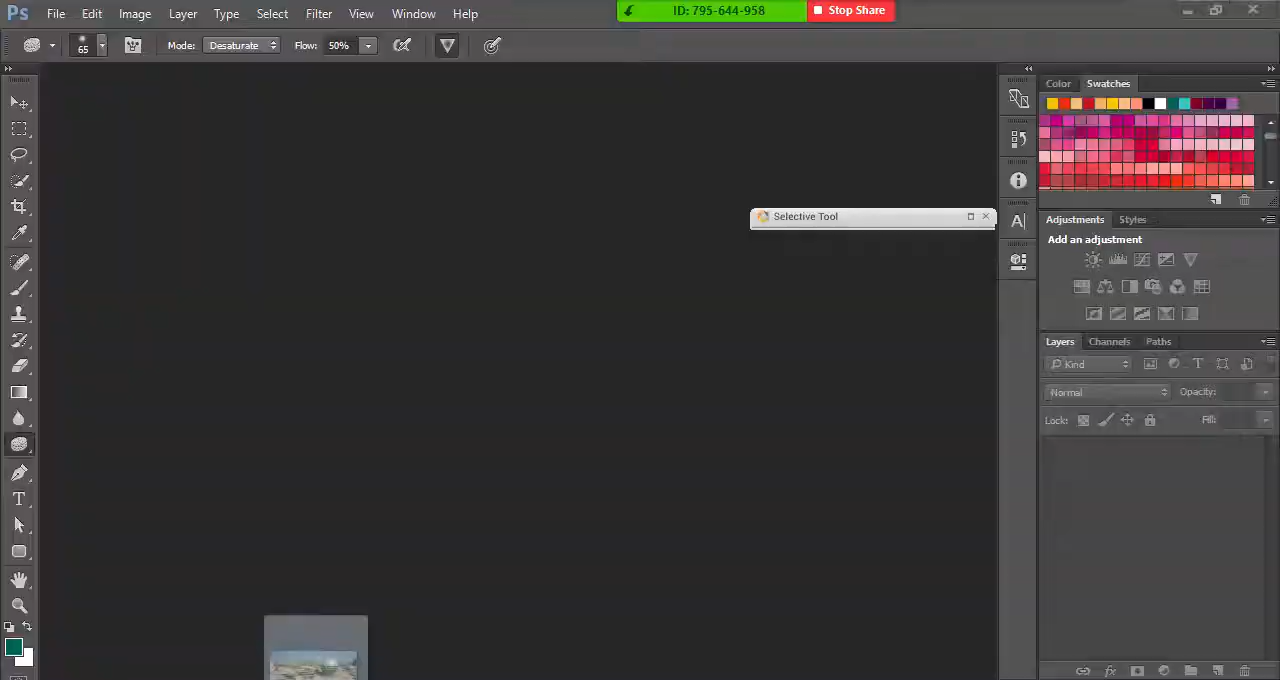 Ps File Edit Image Layer Type Select Filter View Window Help ID: 795-644-958 Stop Share
65 Mode: Desaturate Flow: 50%
Color Swatches
Selective Tool
Adjustments Styles
Add an adjustment
Layers Channels Paths
Kind T
Normal Opacity:
Lock: Fill:
A
T
fx